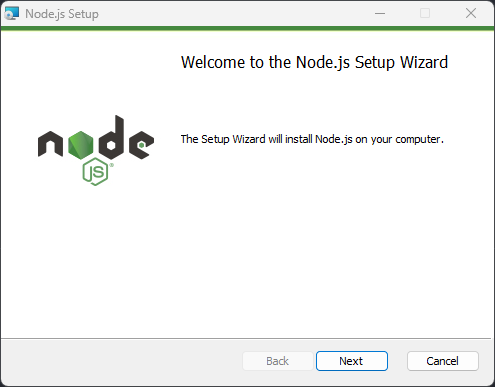 Node.js Setup
Welcome to the Node.js Setup Wizard
The Setup Wizard will install Node.js on your computer.
node
JS®
Back
Next
Cancel